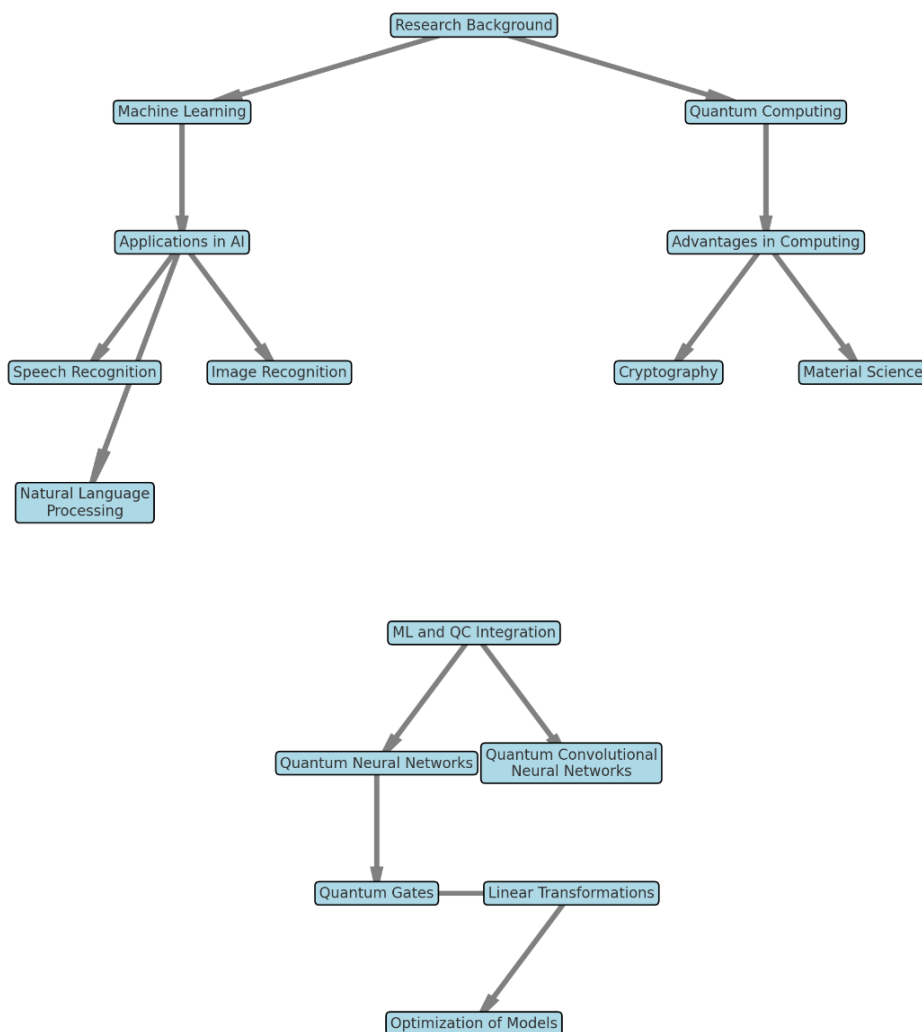 Research Background
Machine Learning
Quantum Computing
Applications in AI
Advantages in Computing
Speech Recognition
Image Recognition
Cryptography
Material Science
Natural Language
Processing
ML and QC Integration
Quantum Neural Networks
Quantum Convolutional
Neural Networks
Quantum Gates
Linear Transformations
Optimization of Models